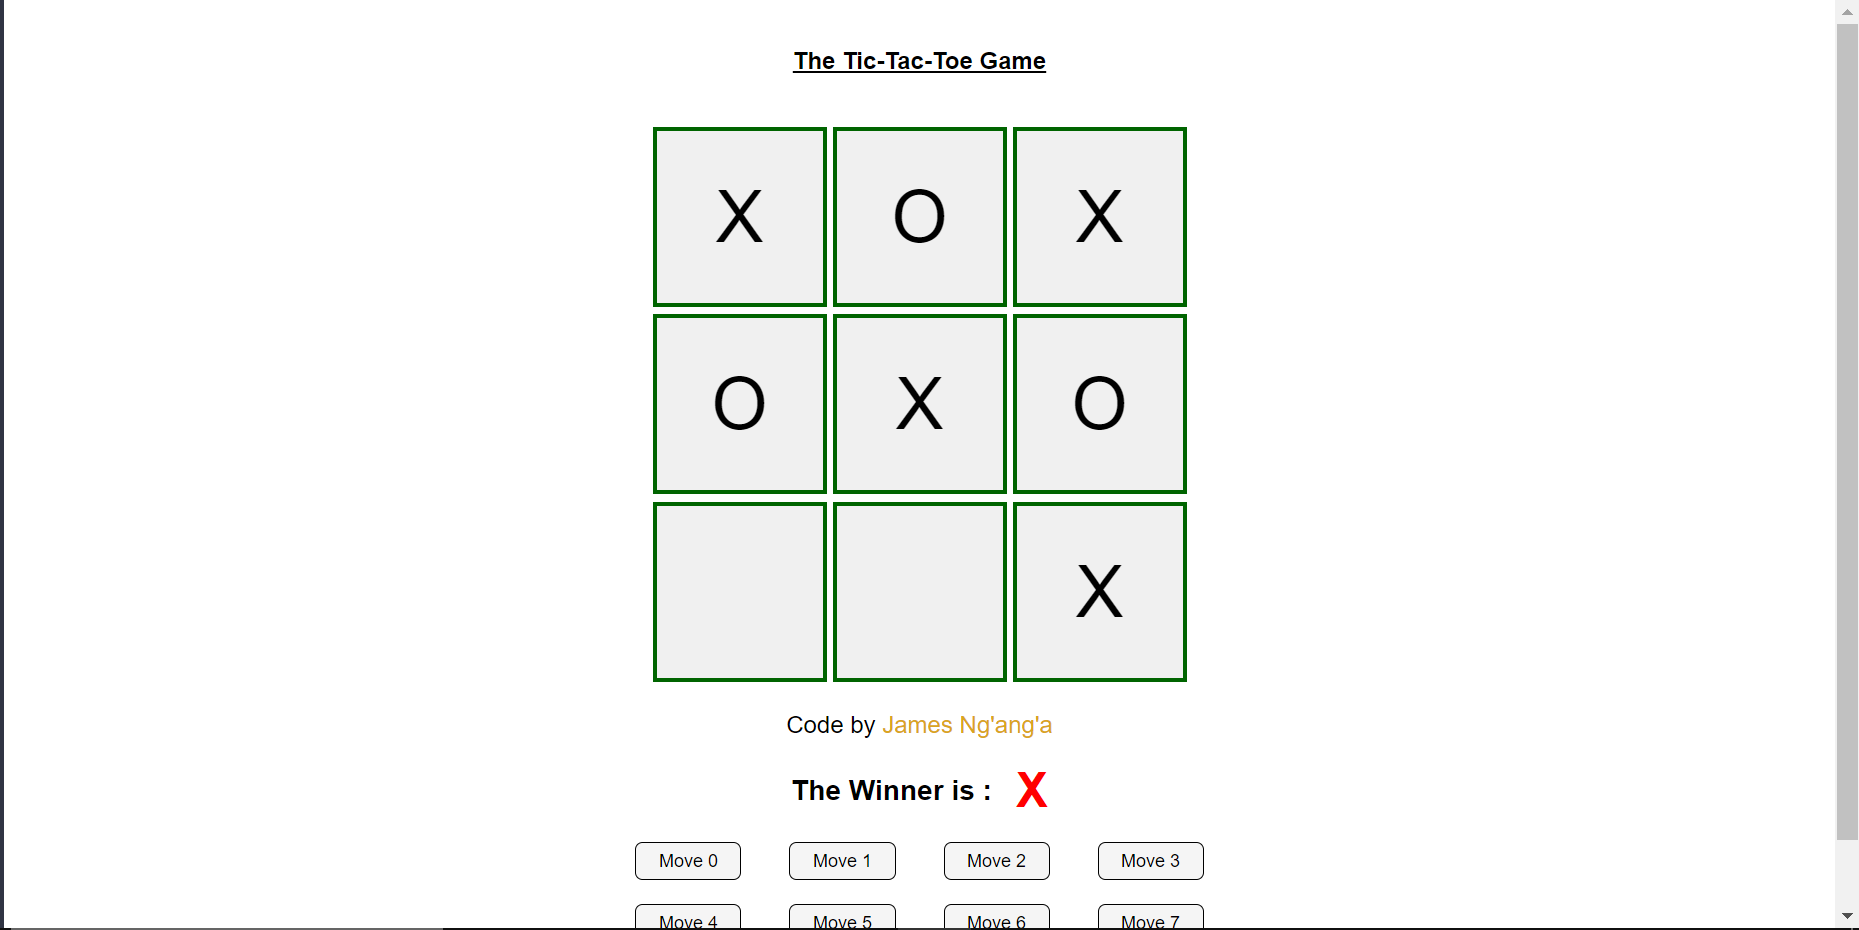 The Tic-Tac-Toe Game
X O X
O X O
X
Code by James Ng'ang'a
The Winner is : X
Move 0 Move 1 Move 2 Move 3
Move 4 Move 5 Move 6 Move 7